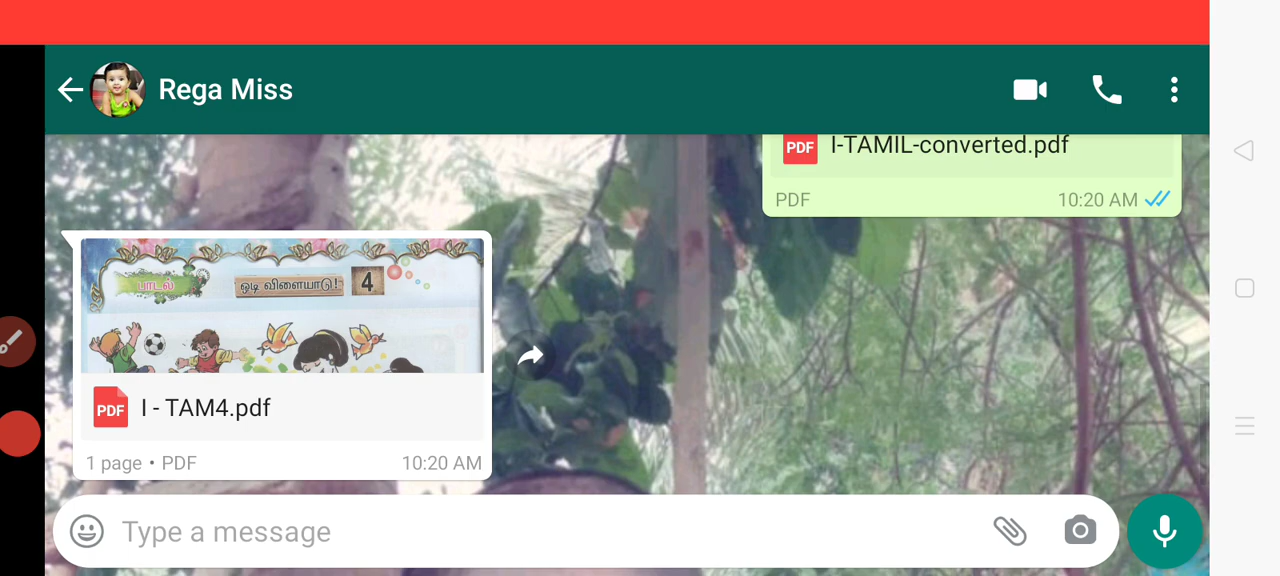 Rega Miss
PDF I-TAMIL-converted.pdf
PDF 10:20 AM
பாடல் ஓடி விளையாடு! 4
PDF I - TAM4.pdf
1 page • PDF 10:20 AM
Type a message